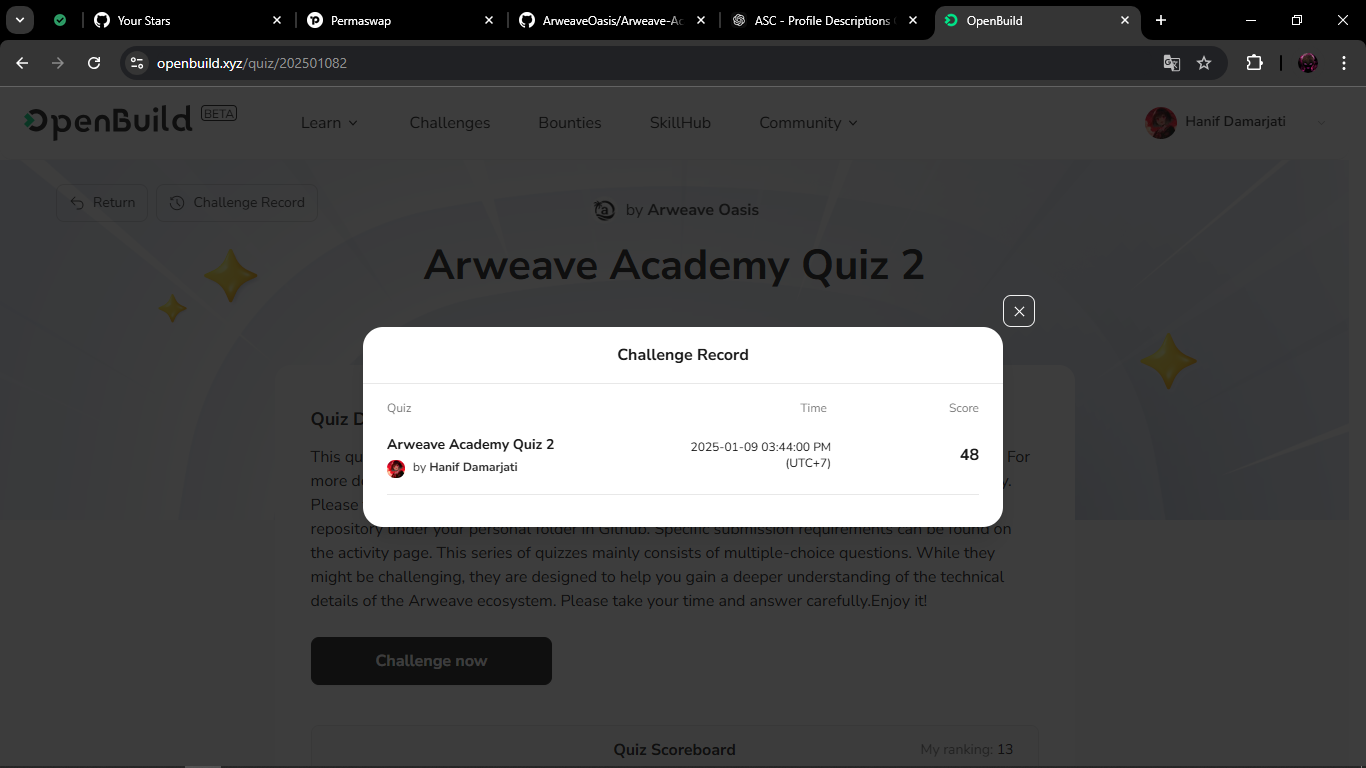 Your Stars
Permaswap
ArweaveOasis/Arweave-Ac
ASC - Profile Descriptions
OpenBuild
openbuild.xyz/quiz/202501082
OpenBuild BETA
Learn
Challenges
Bounties
SkillHub
Community
Hanif Damarjati
Return
Challenge Record
by Arweave Oasis
Arweave Academy Quiz 2
Challenge Record
Quiz
Time
Score
Arweave Academy Quiz 2
by Hanif Damarjati
2025-01-09 03:44:00 PM
(UTC+7)
48
Quiz D
This qu
For
more d
y.
Please
repository under your personal folder in Github. Specific submission requirements can be found on
the activity page. This series of quizzes mainly consists of multiple-choice questions. While they
might be challenging, they are designed to help you gain a deeper understanding of the technical
details of the Arweave ecosystem. Please take your time and answer carefully.Enjoy it!
Challenge now
Quiz Scoreboard
My ranking: 13